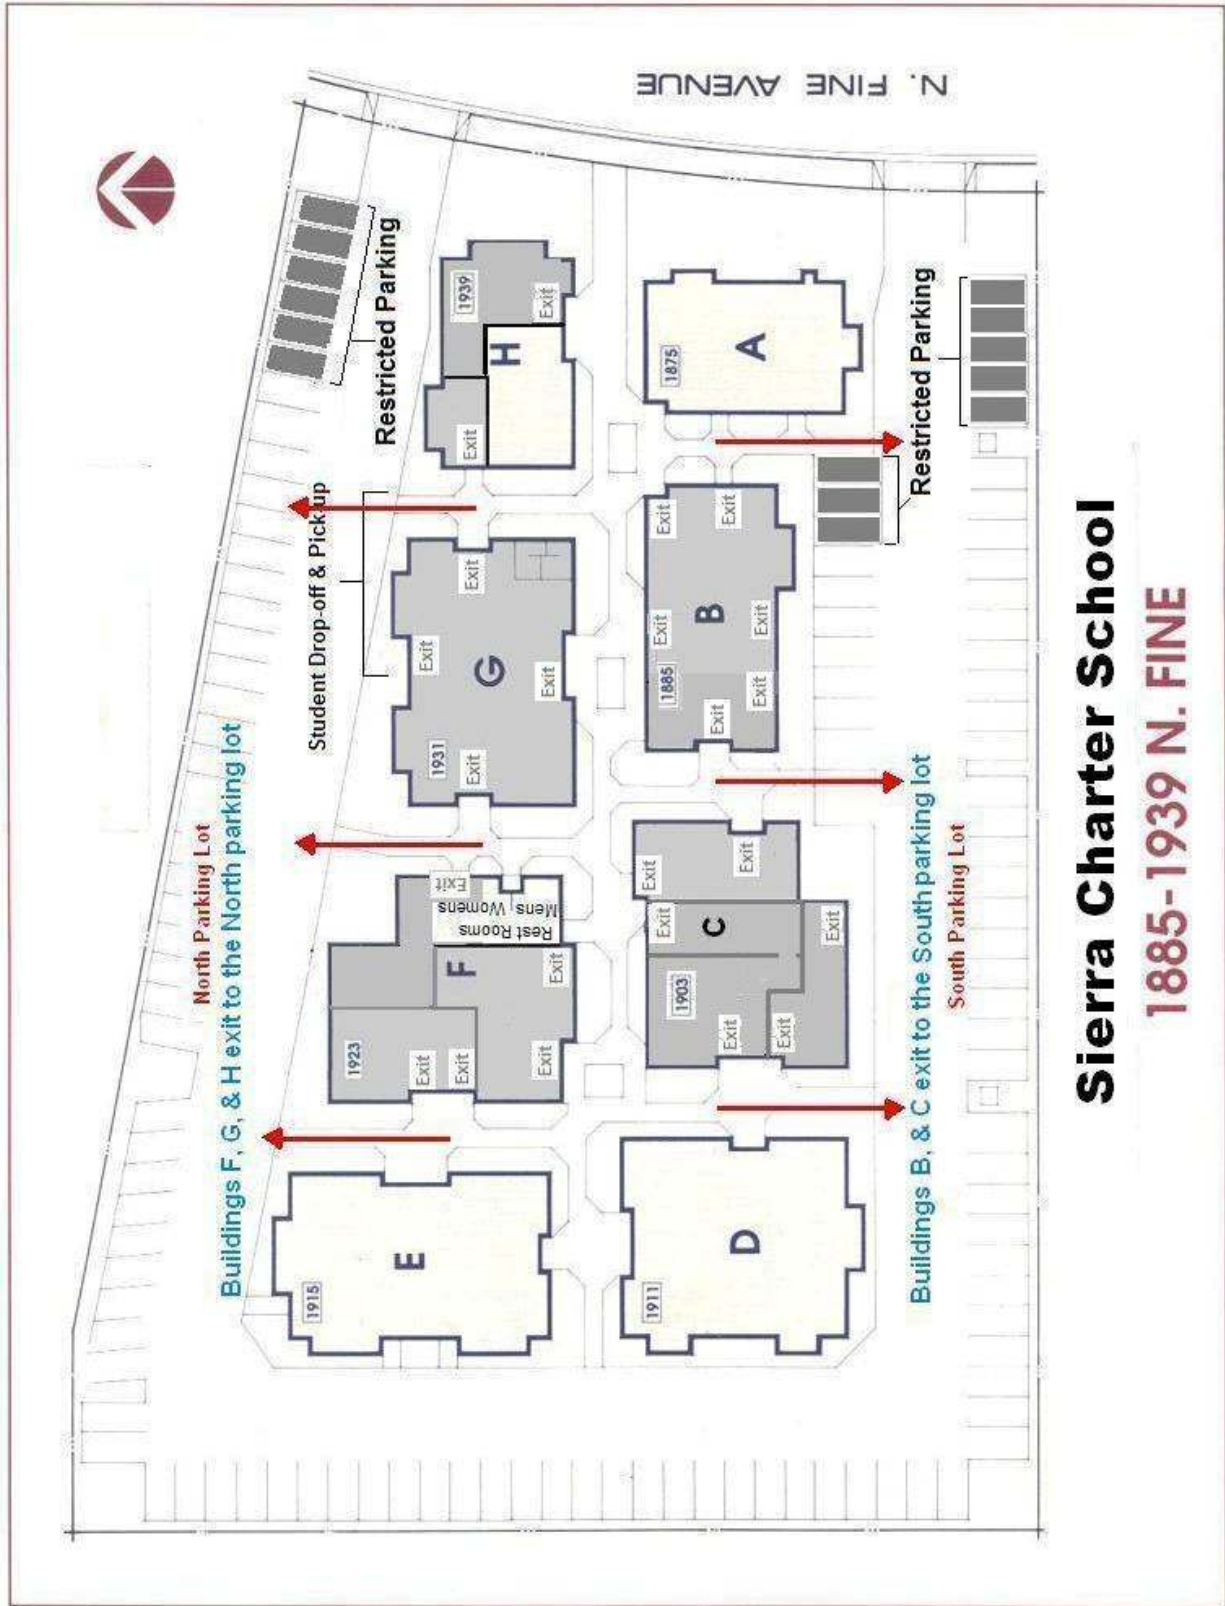 North Parking Lot
Buildings F, G, & H exit to the North parking lot
Student Drop-off & Pick-up
Restricted Parking
1915
E
1923
F
Exit
Exit
Exit
Exit
Exit
Rest Rooms
Womens
Mens
1931
G
Exit
Exit
Exit
Exit
1939
H
Exit
Exit
N. FINE AVENUE
1911
D
1903
C
Exit
Exit
Exit
Exit
Exit
Exit
1885
B
Exit
Exit
Exit
Exit
Exit
Exit
1875
A
Restricted Parking
Buildings B, & C exit to the South parking lot
South Parking Lot
Sierra Charter School
1885-1939 N. FINE